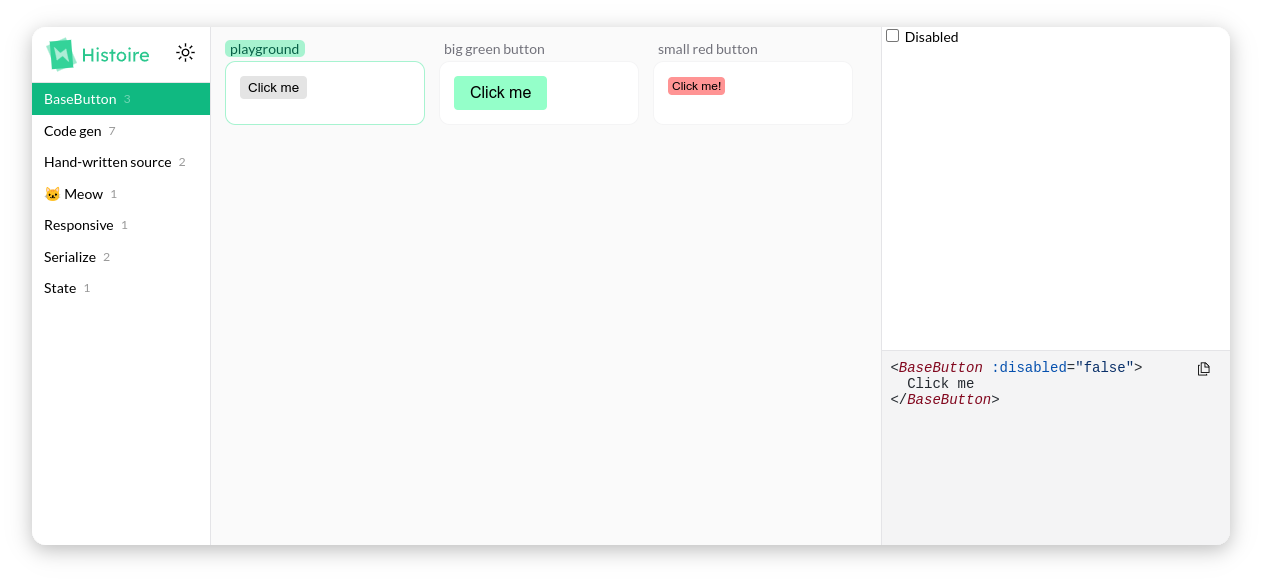 Histoire
BaseButton 3
Code gen 7
Hand-written source 2
🐱 Meow 1
Responsive 1
Serialize 2
State 1
playground
Click me
big green button
Click me
small red button
Click me!
Disabled
<BaseButton :disabled="false">
  Click me
</BaseButton>